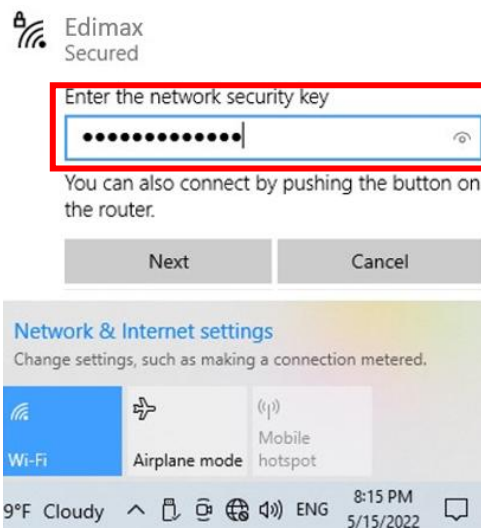 Edimax
Secured
Enter the network security key
•••••••••••••
You can also connect by pushing the button on
the router.
Next Cancel
Network & Internet settings
Change settings, such as making a connection metered.
Wi-Fi Airplane mode Mobile
hotspot
9°F Cloudy ENG 8:15 PM
5/15/2022